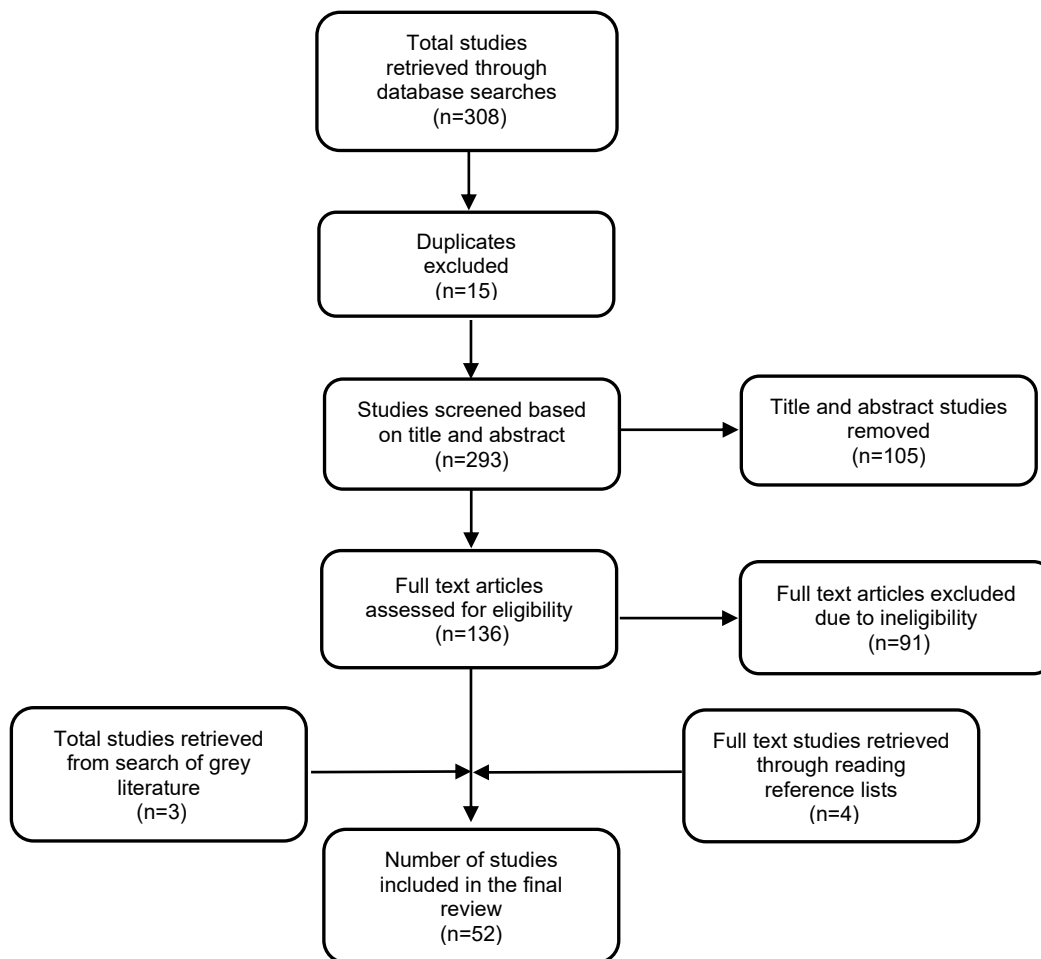 Total studies
retrieved through
database searches
(n=308)
Duplicates
excluded
(n=15)
Studies screened based
on title and abstract
(n=293)
Title and abstract studies
removed
(n=105)
Full text articles
assessed for eligibility
(n=136)
Full text articles excluded
due to ineligibility
(n=91)
Total studies retrieved
from search of grey
literature
(n=3)
Full text studies retrieved
through reading
reference lists
(n=4)
Number of studies
included in the final
review
(n=52)